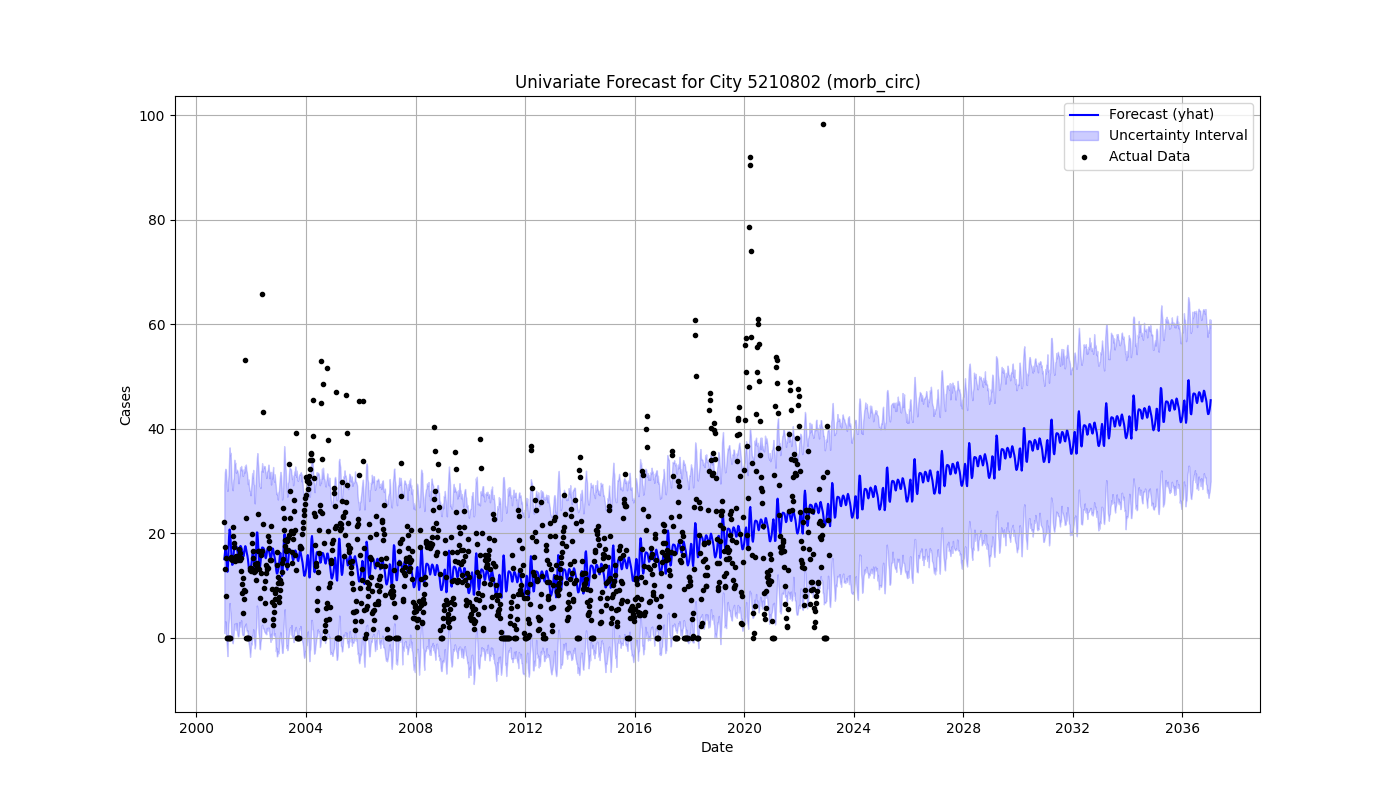 Univariate Forecast for City 5210802 (morb_circ)
Forecast (yhat)
Uncertainty Interval
Actual Data
100
80
60
40
20
0
Cases
2000 2004 2008 2012 2016 2020 2024 2028 2032 2036
Date